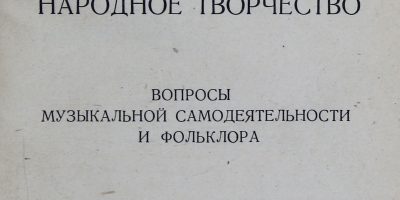 НАРОДНОЕ ТВОРЧЕСТВО
ВОПРОСЫ
МУЗЫКАЛЬНОЙ САМОДЕЯТЕЛЬНОСТИ
И ФОЛЬКЛОРА